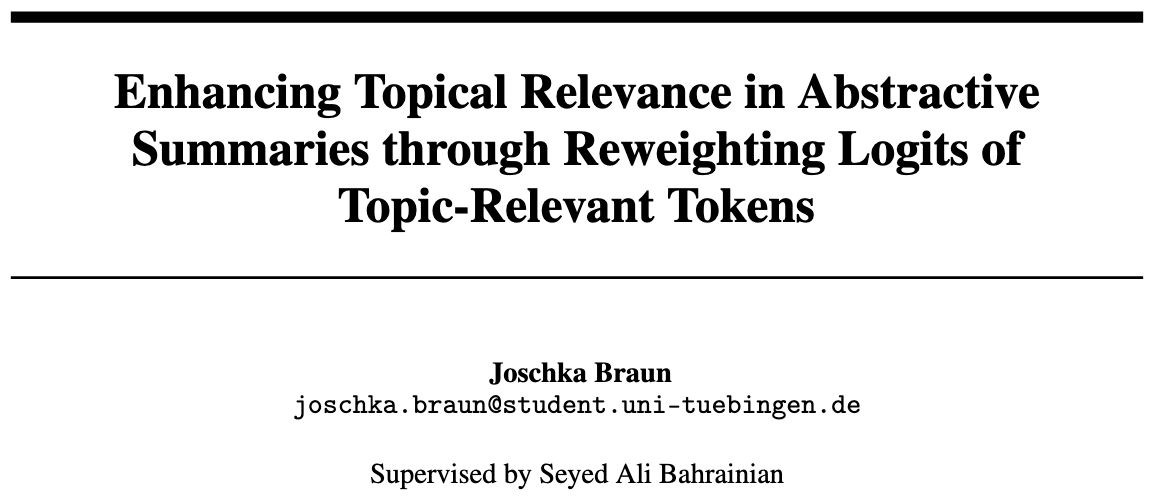 Enhancing Topical Relevance in Abstractive
Summaries through Reweighting Logits of
Topic-Relevant Tokens
Joschka Braun
joschka.braun@student.uni-tuebingen.de
Supervised by Seyed Ali Bahrainian